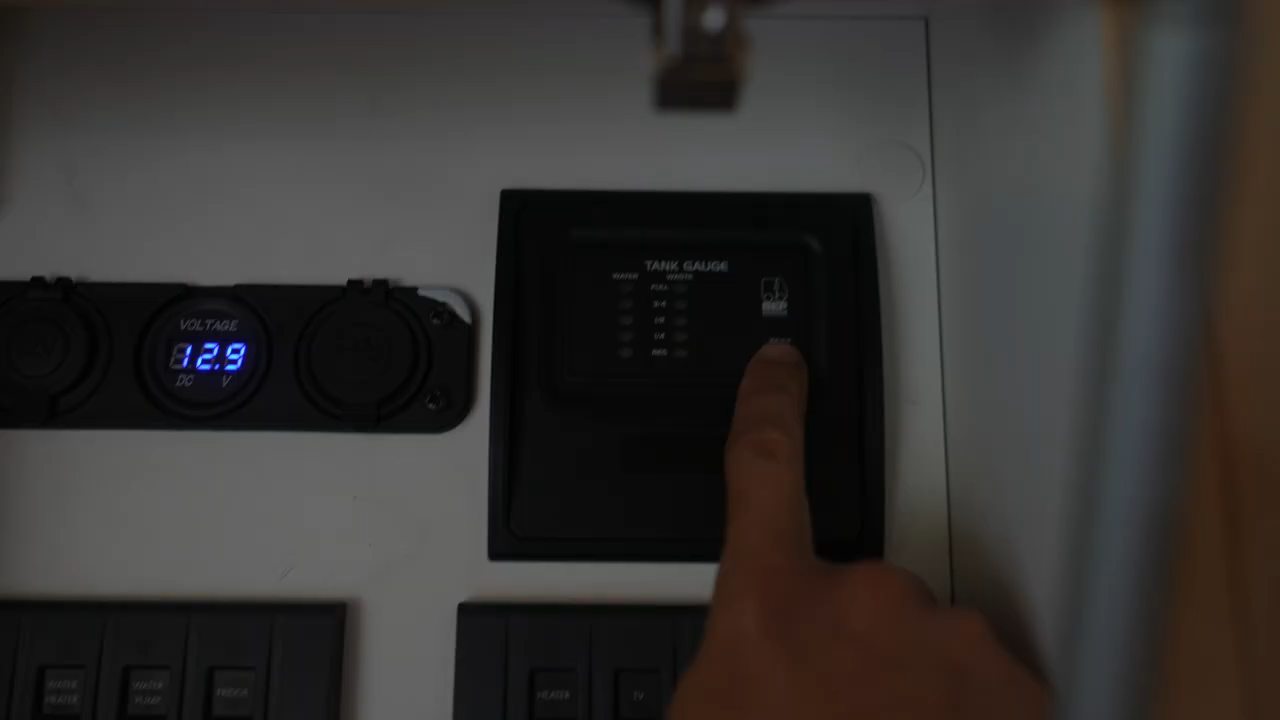 TANK GAUGE
WATER WASTE
FULL
3/4
1/2
1/4
RES
VOLTAGE
12.9
DC V
WATER
HEATER
WATER
PUMP
FRIDGE
HEATER
TV